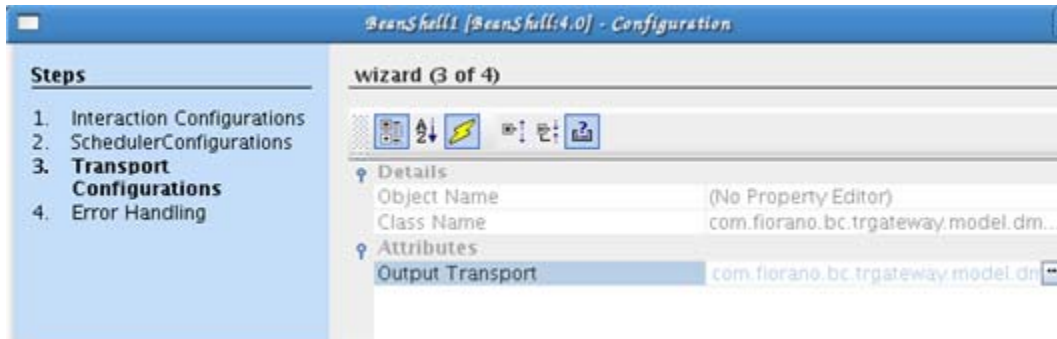 BeanShell1 [BeanShell:4.0] - Configuration
Steps
1. Interaction Configurations
2. SchedulerConfigurations
3. Transport
Configurations
4. Error Handling
wizard (3 of 4)
Details
Object Name (No Property Editor)
Class Name com.fiorano.bc.trgateway.model.dm...
Attributes
Output Transport com.fiorano.bc.trgateway.model.dm